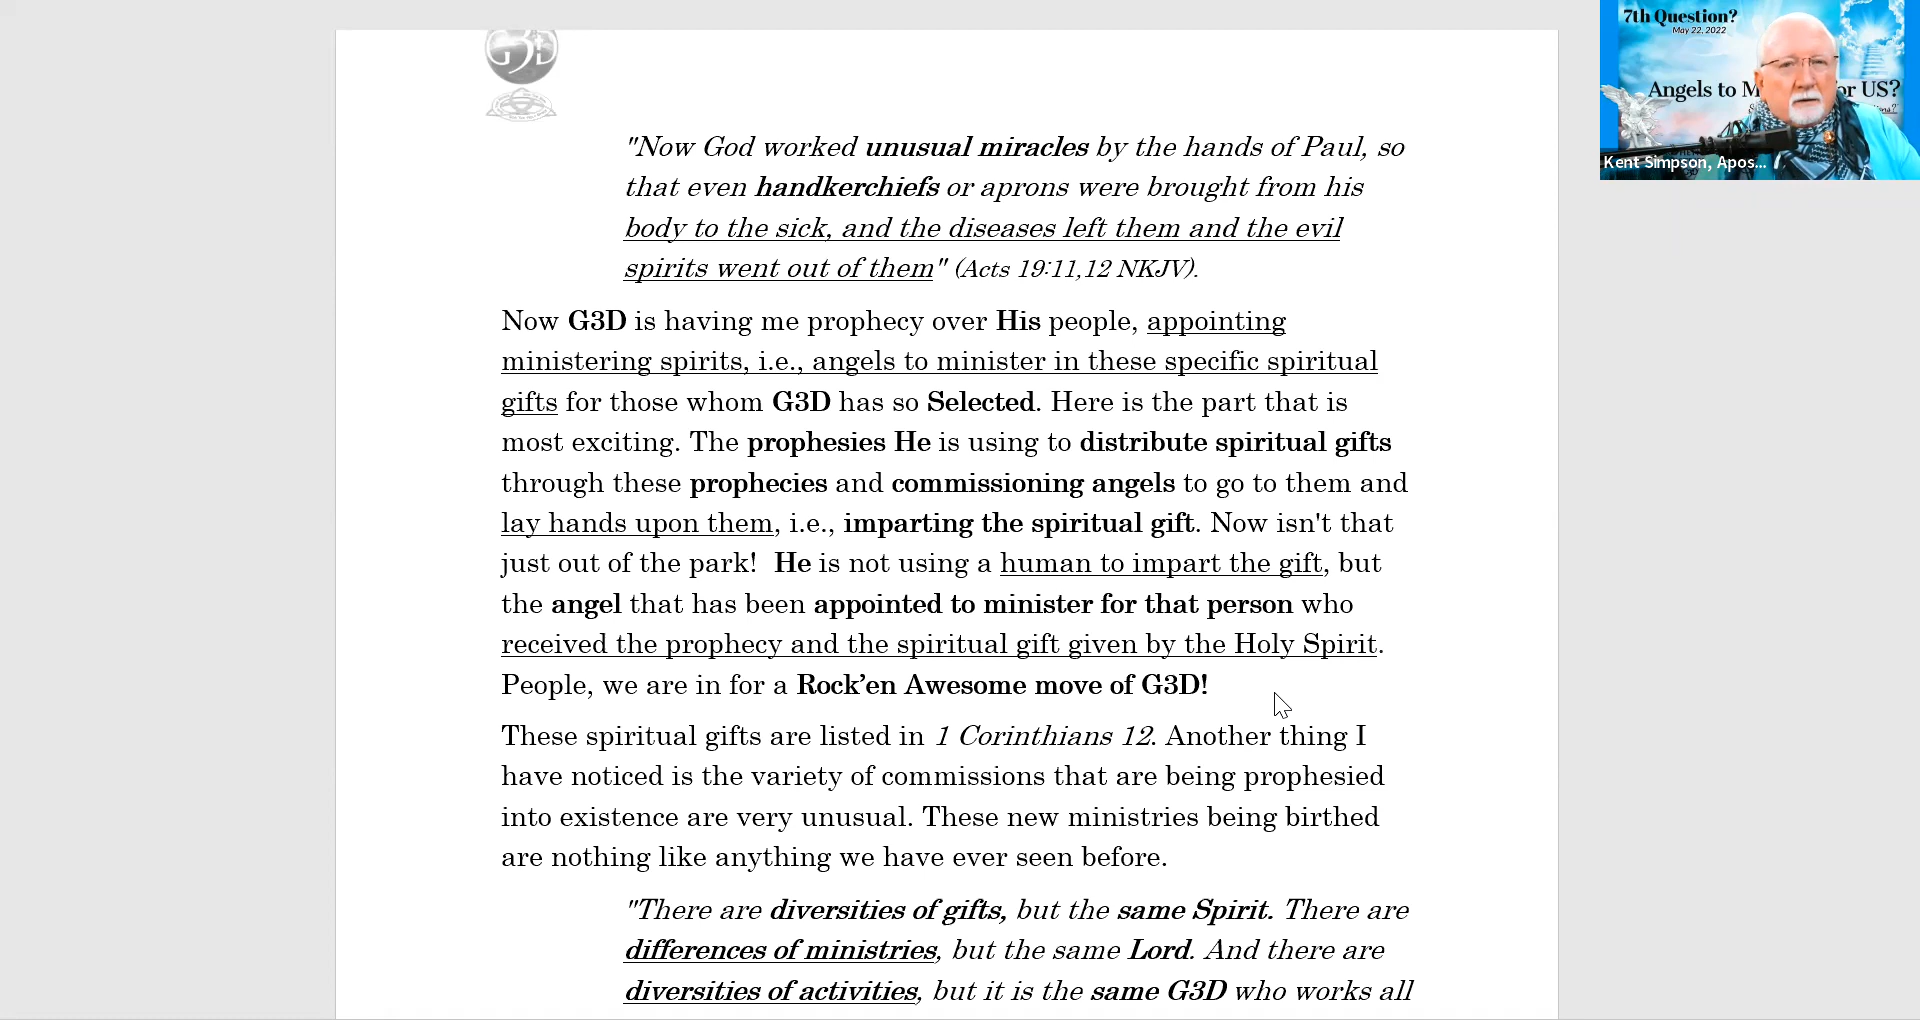 G3D
"Now God worked unusual miracles by the hands of Paul, so
that even handkerchiefs or aprons were brought from his
body to the sick, and the diseases left them and the evil
spirits went out of them" (Acts 19:11,12 NKJV).
Now G3D is having me prophecy over His people, appointing
ministering spirits, i.e., angels to minister in these specific spiritual
gifts for those whom G3D has so Selected. Here is the part that is
most exciting. The prophesies He is using to distribute spiritual gifts
through these prophecies and commissioning angels to go to them and
lay hands upon them, i.e., imparting the spiritual gift. Now isn't that
just out of the park!  He is not using a human to impart the gift, but
the angel that has been appointed to minister for that person who
received the prophecy and the spiritual gift given by the Holy Spirit.
People, we are in for a Rock’en Awesome move of G3D!
These spiritual gifts are listed in 1 Corinthians 12. Another thing I
have noticed is the variety of commissions that are being prophesied
into existence are very unusual. These new ministries being birthed
are nothing like anything we have ever seen before.
"There are diversities of gifts, but the same Spirit. There are
differences of ministries, but the same Lord. And there are
diversities of activities, but it is the same G3D who works all
7th Question?
May 22, 2022
Angels to M or US?
Kent Simpson, Apos...